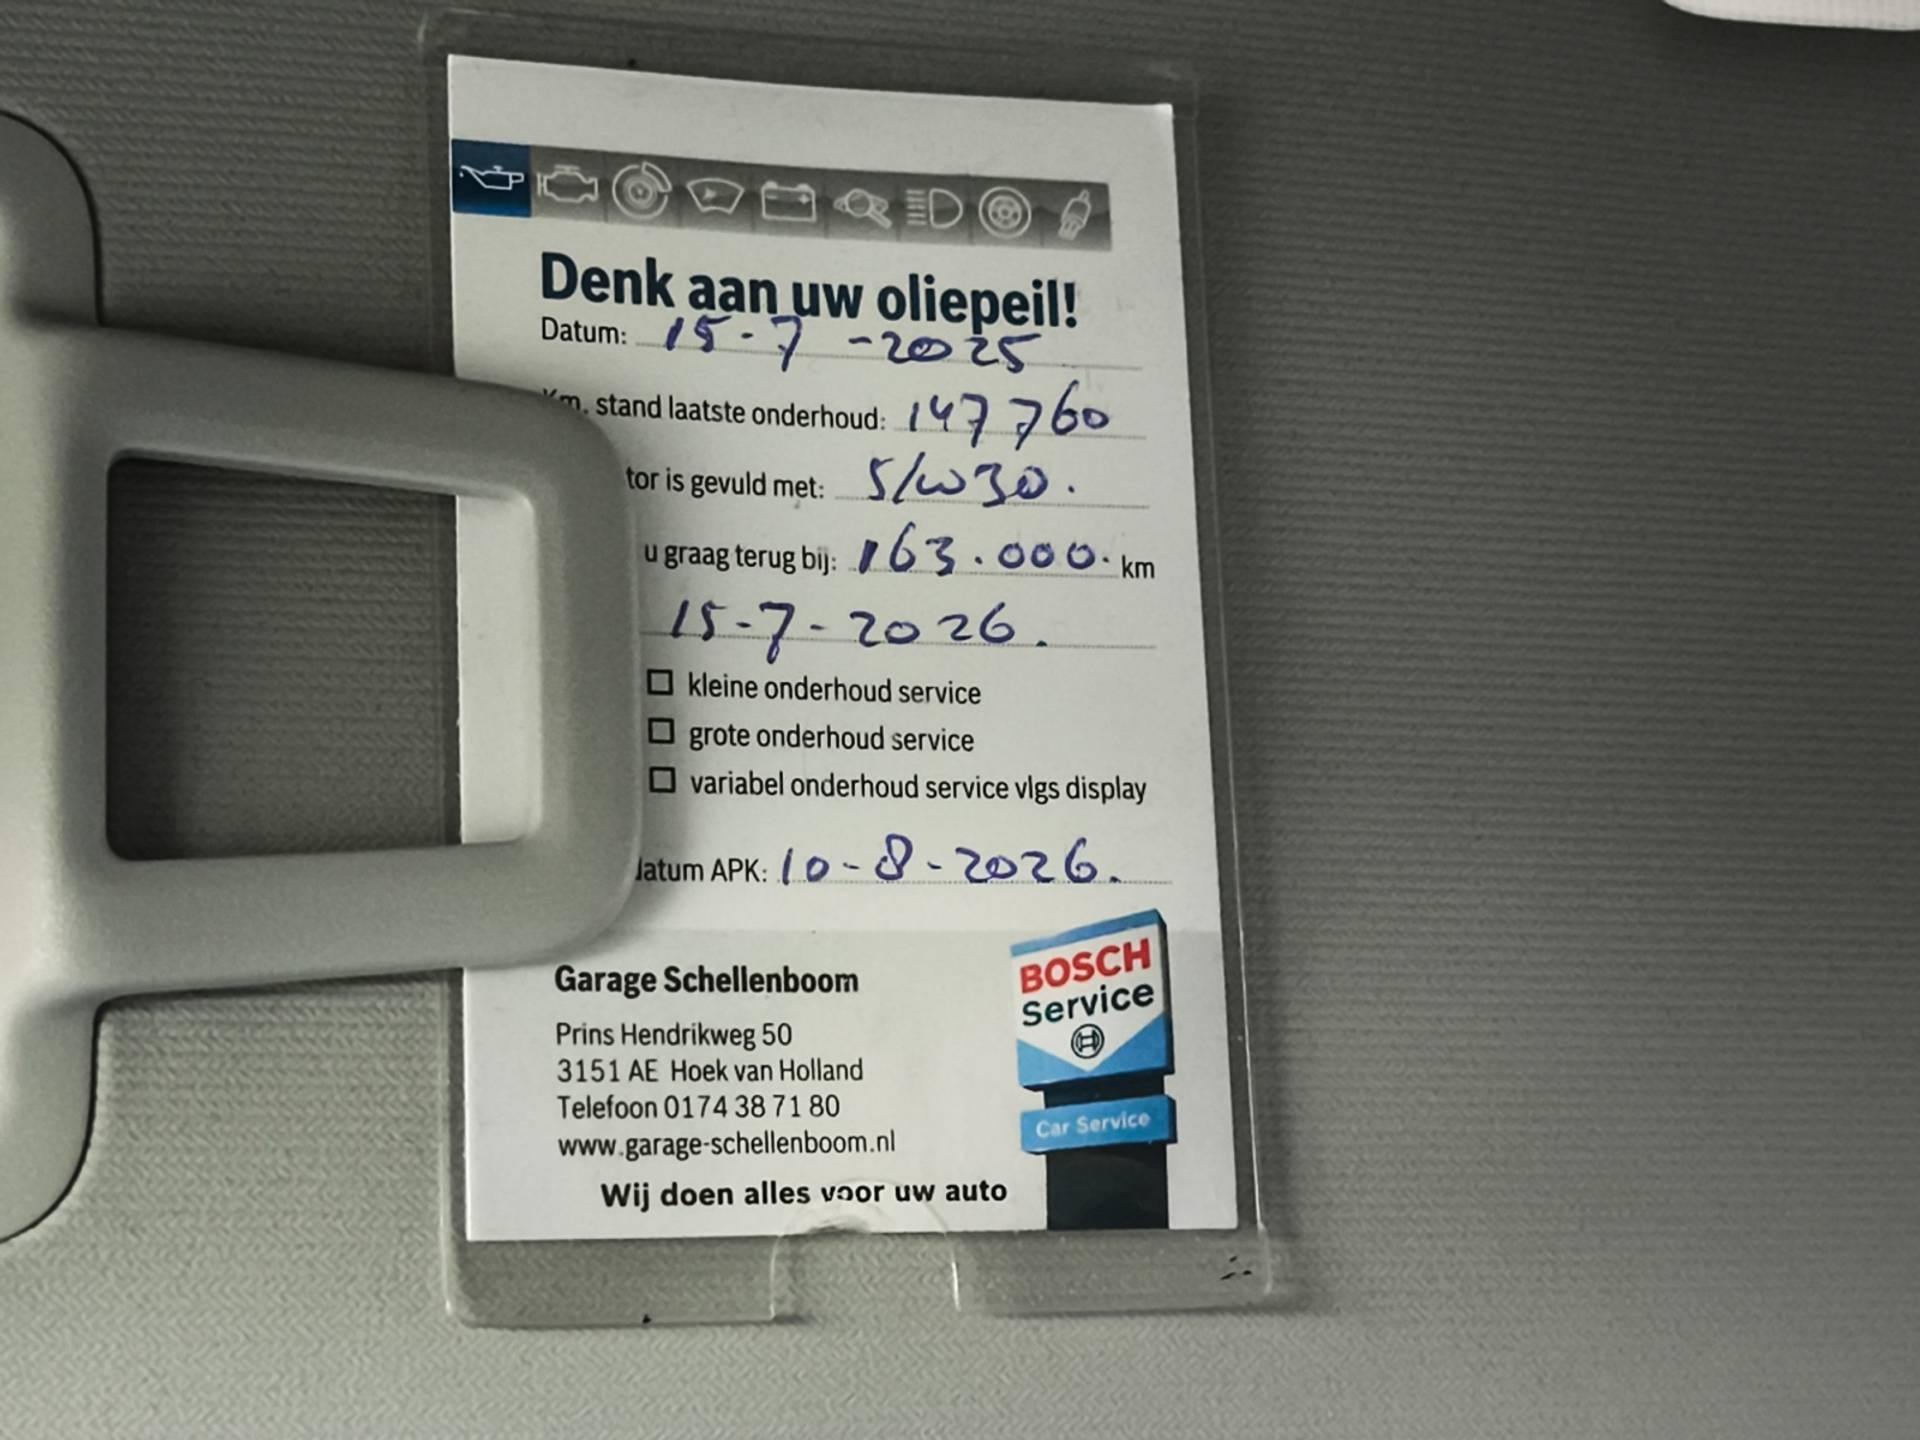 Denk aan uw oliepeil!
Datum: 15-7-2025
Km. stand laatste onderhoud: 147760
tor is gevuld met: 5/w30.
u graag terug bij: 163.000. km
15-7-2026.
kleine onderhoud service
grote onderhoud service
variabel onderhoud service vlgs display
datum APK: 10-8-2026.
Garage Schellenboom
Prins Hendrikweg 50
3151 AE Hoek van Holland
Telefoon 0174 38 71 80
www.garage-schellenboom.nl
Wij doen alles voor uw auto
BOSCH
Service
Car Service